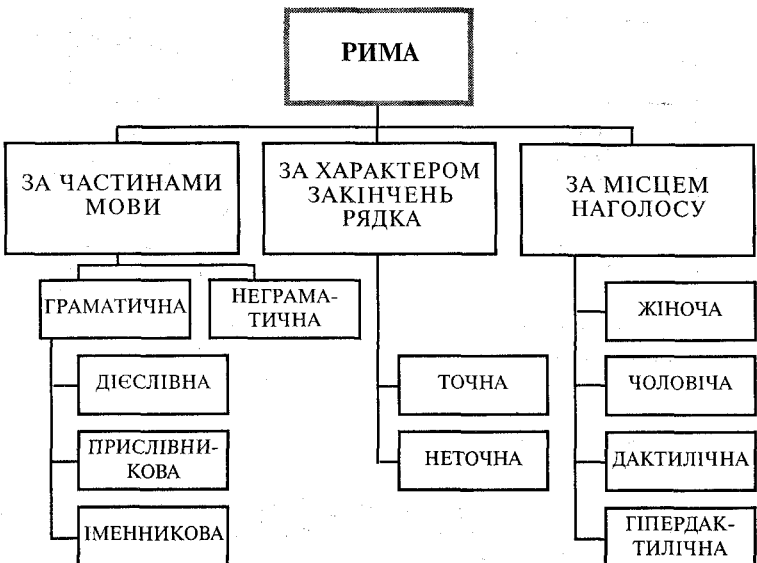 РИМА
ЗА ЧАСТИНАМИ
МОВИ
ЗА ХАРАКТЕРОМ
ЗАКІНЧЕНЬ
РЯДКА
ЗА МІСЦЕМ
НАГОЛОСУ
ГРАМАТИЧНА
НЕГРАМА-
ТИЧНА
ДІЄСЛІВНА
ПРИСЛІВНИ-
КОВА
ІМЕННИКОВА
ТОЧНА
НЕТОЧНА
ЖІНОЧА
ЧОЛОВІЧА
ДАКТИЛІЧНА
ГІПЕРДАК-
ТИЛІЧНА